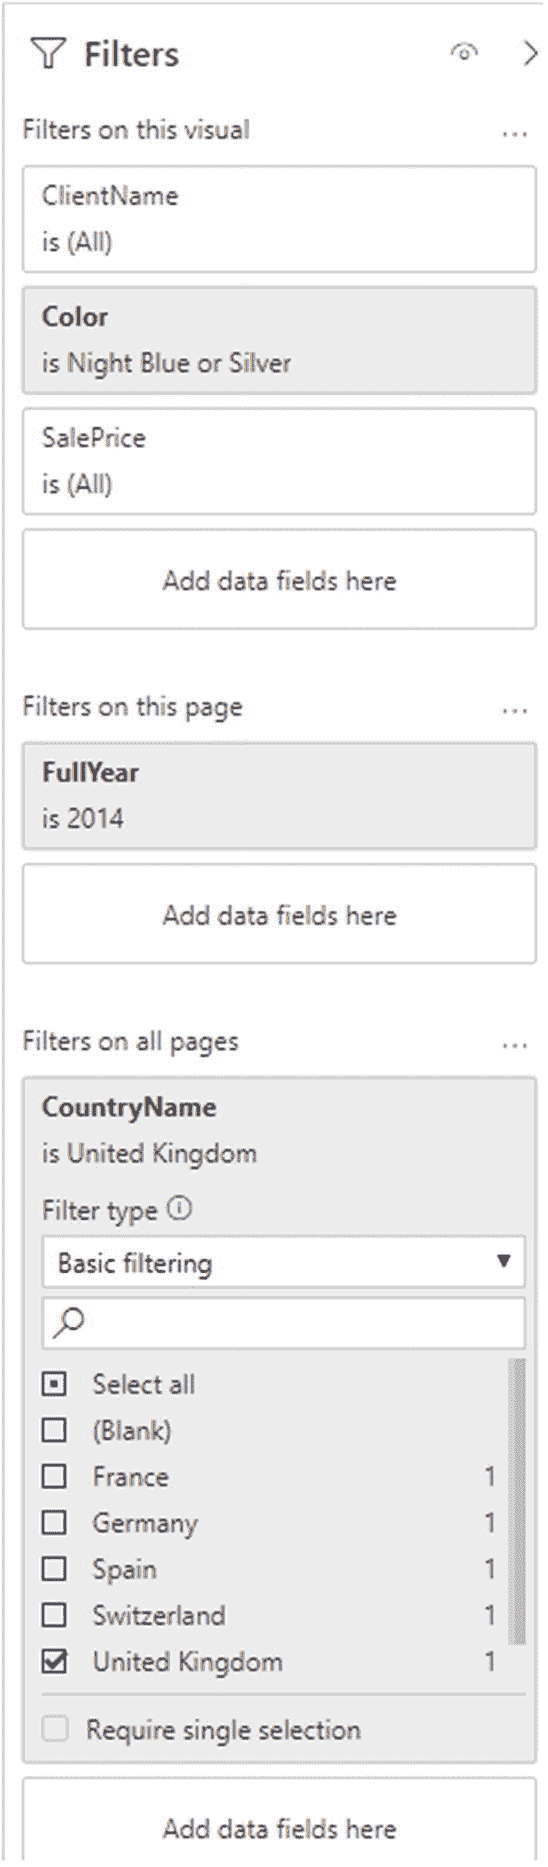 Filters
Filters on this visual ...
ClientName
is (All)
Color
is Night Blue or Silver
SalePrice
is (All)
Add data fields here
Filters on this page ...
FullYear
is 2014
Add data fields here
Filters on all pages ...
CountryName
is United Kingdom
Filter type
Basic filtering
Select all
(Blank)
France 1
Germany 1
Spain 1
Switzerland 1
United Kingdom 1
Require single selection
Add data fields here